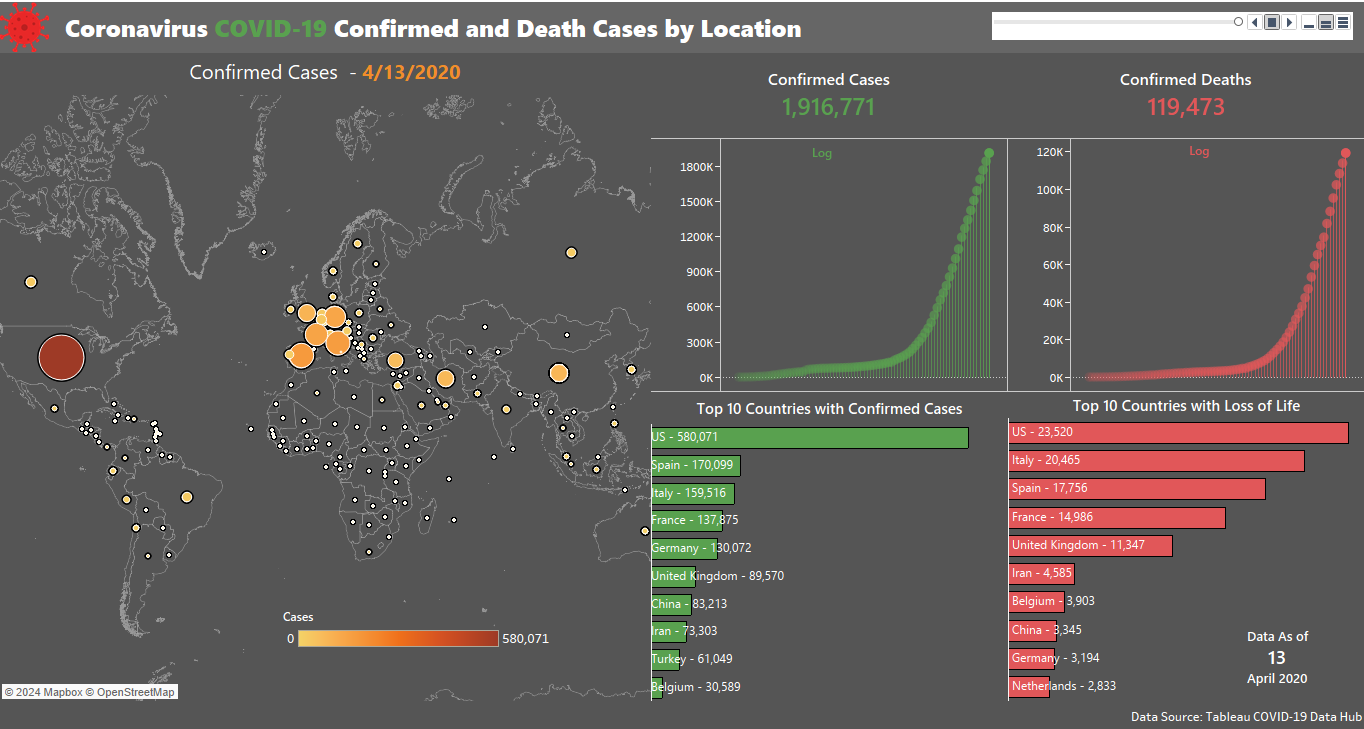 Coronavirus COVID-19 Confirmed and Death Cases by Location
Confirmed Cases - 4/13/2020
Cases
0
580,071
© 2024 Mapbox © OpenStreetMap
Confirmed Cases
1,916,771
Confirmed Deaths
119,473
Log
1800K
1500K
1200K
900K
600K
300K
0K
Log
120K
100K
80K
60K
40K
20K
0K
Top 10 Countries with Confirmed Cases
US - 580,071
Spain - 170,099
Italy - 159,516
France - 137,875
Germany - 130,072
United Kingdom - 89,570
China - 83,213
Iran - 73,303
Turkey - 61,049
Belgium - 30,589
Top 10 Countries with Loss of Life
US - 23,520
Italy - 20,465
Spain - 17,756
France - 14,986
United Kingdom - 11,347
Iran - 4,585
Belgium - 3,903
China - 3,345
Germany - 3,194
Netherlands - 2,833
Data As of
13
April 2020
Data Source: Tableau COVID-19 Data Hub